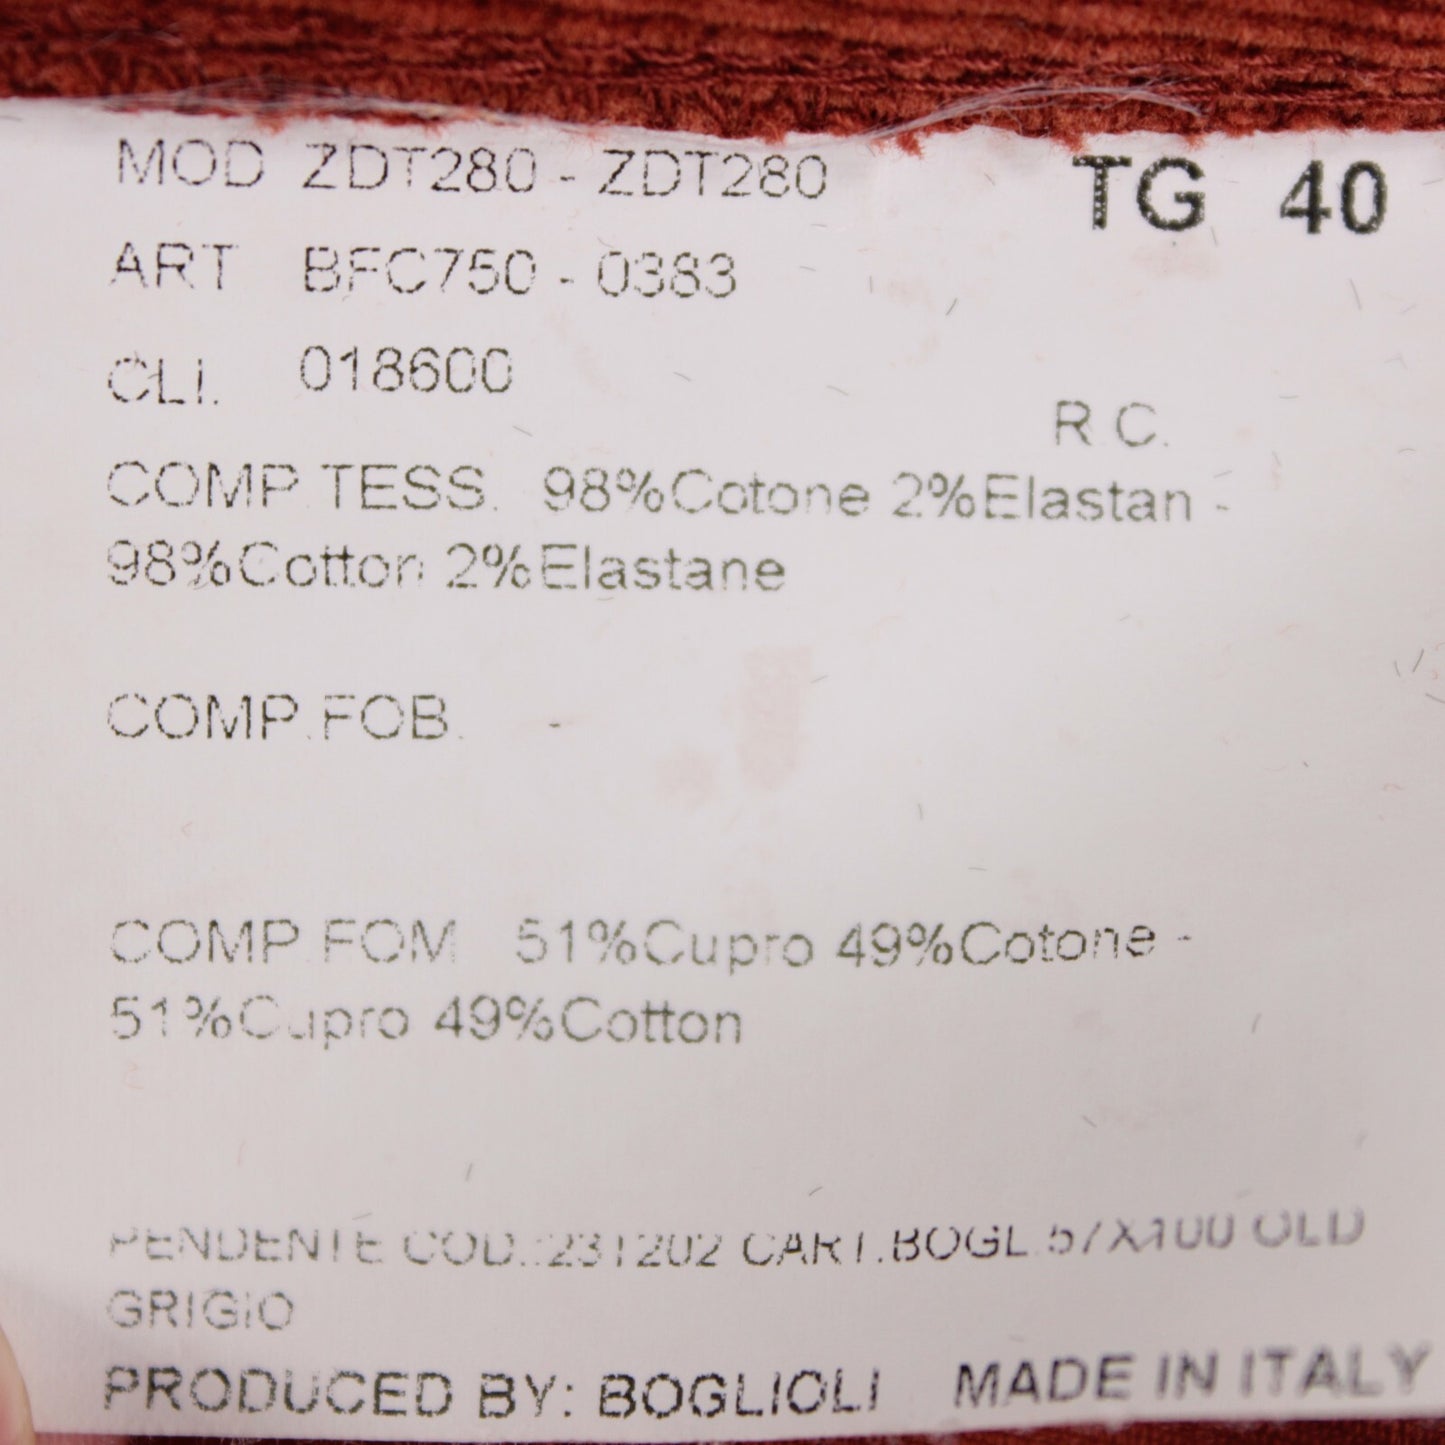 MOD ZDT280 - ZDT280 TG 40
ART BFC750 - 0383
CLI. 018600
R.C.
COMP.TESS. 98%Cotone 2%Elastan -
98%Cotton 2%Elastane
COMP.FOB. -
COMP.FOM 51%Cupro 49%Cotone -
51%Cupro 49%Cotton
PENDENTE COD.:231202 CART.BOGL.57X100 OLD
GRIGIO
PRODUCED BY: BOGLIOLI MADE IN ITALY